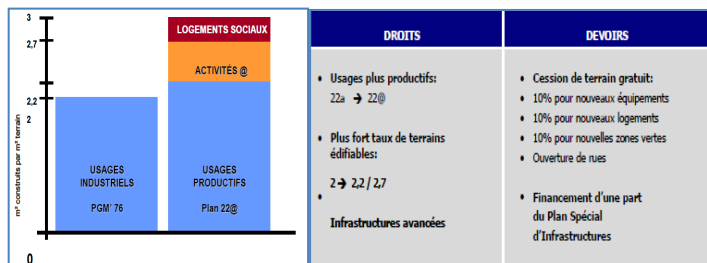 3
2,7
2,2
2
0
m² construits par m² terrain
LOGEMENTS SOCIAUX
ACTIVITÉS @
USAGES
INDUSTRIELS
PGM' 76
USAGES
PRODUCTIFS
Plan 22@
DROITS
• Usages plus productifs:
22a → 22@
• Plus fort taux de terrains
édifiables:
2 → 2,2 / 2,7
•
Infrastructures avancées
DEVOIRS
• Cession de terrain gratuit:
• 10% pour nouveaux équipements
• 10% pour nouveaux logements
• 10% pour nouvelles zones vertes
• Ouverture de rues
• Financement d'une part
du Plan Spécial
d'Infrastructures